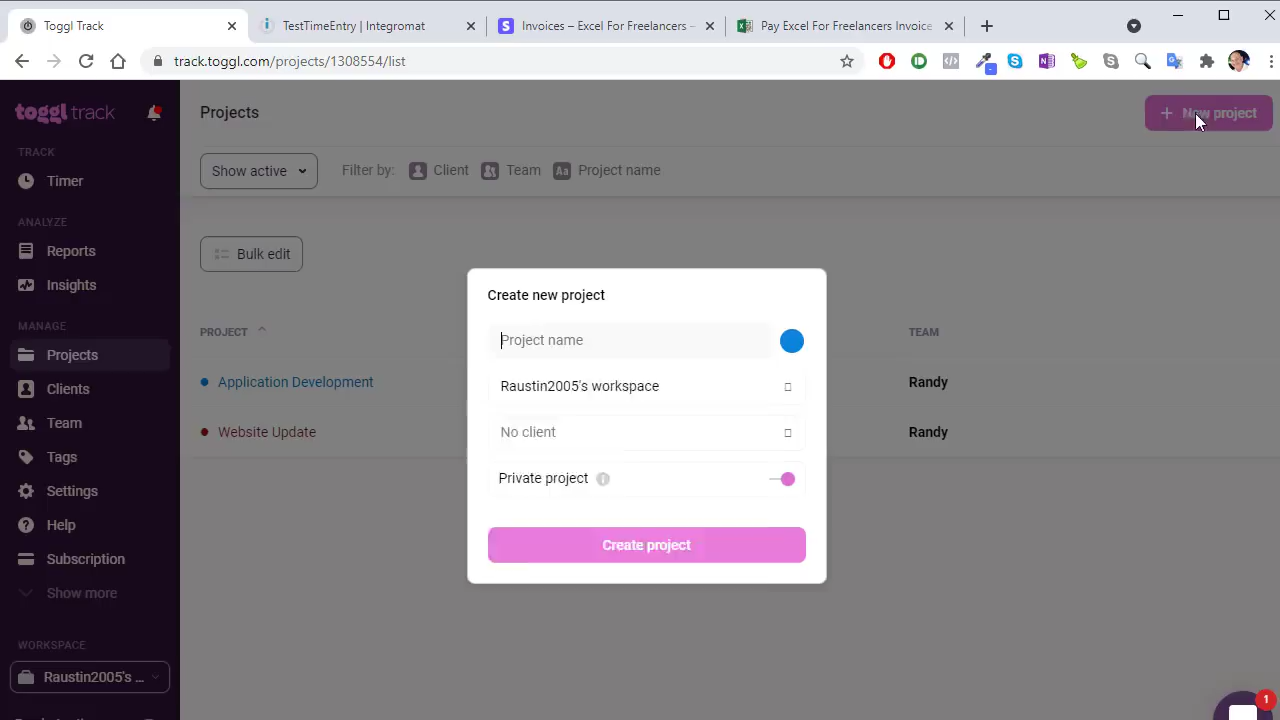 Toggl Track
TestTimeEntry | Integromat
Invoices – Excel For Freelancers –
Pay Excel For Freelancers Invoice
track.toggl.com/projects/1308554/list
toggl track
Projects
+ New project
TRACK
Timer
Show active
Filter by:
Client
Team
Aa
Project name
ANALYZE
Reports
Insights
Bulk edit
MANAGE
Projects
Clients
Team
Tags
Settings
Help
Subscription
Show more
PROJECT
TEAM
Application Development
Randy
Website Update
Randy
Create new project
Project name
Raustin2005's workspace
No client
Private project
Create project
WORKSPACE
Raustin2005's ...
1